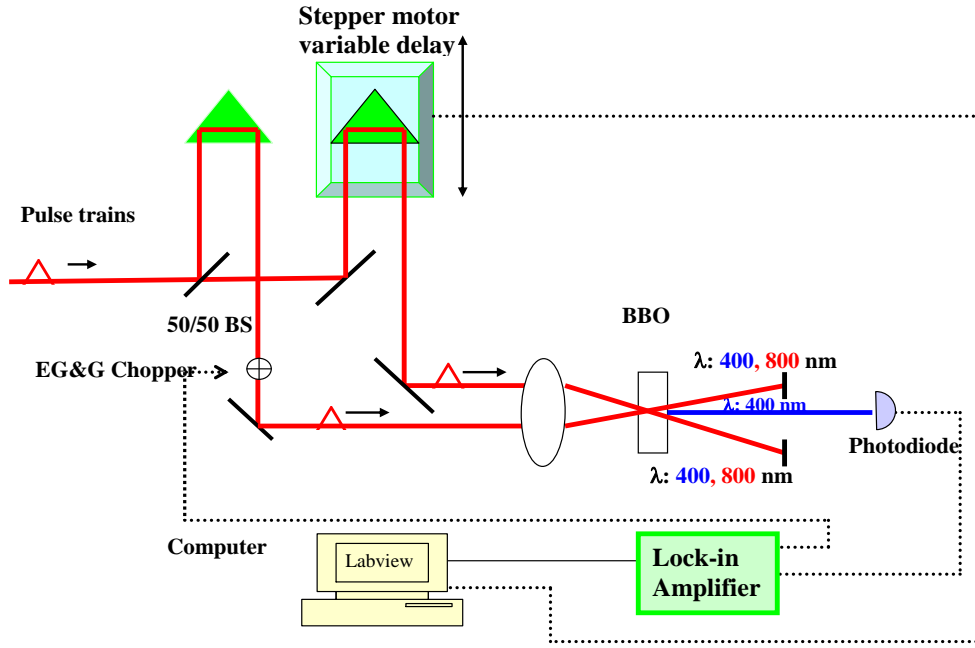 Stepper motor
variable delay
Pulse trains
50/50 BS
BBO
EG&G Chopper
λ: 400, 800 nm
λ: 400 nm
Photodiode
λ: 400, 800 nm
Computer
Labview
Lock-in
Amplifier